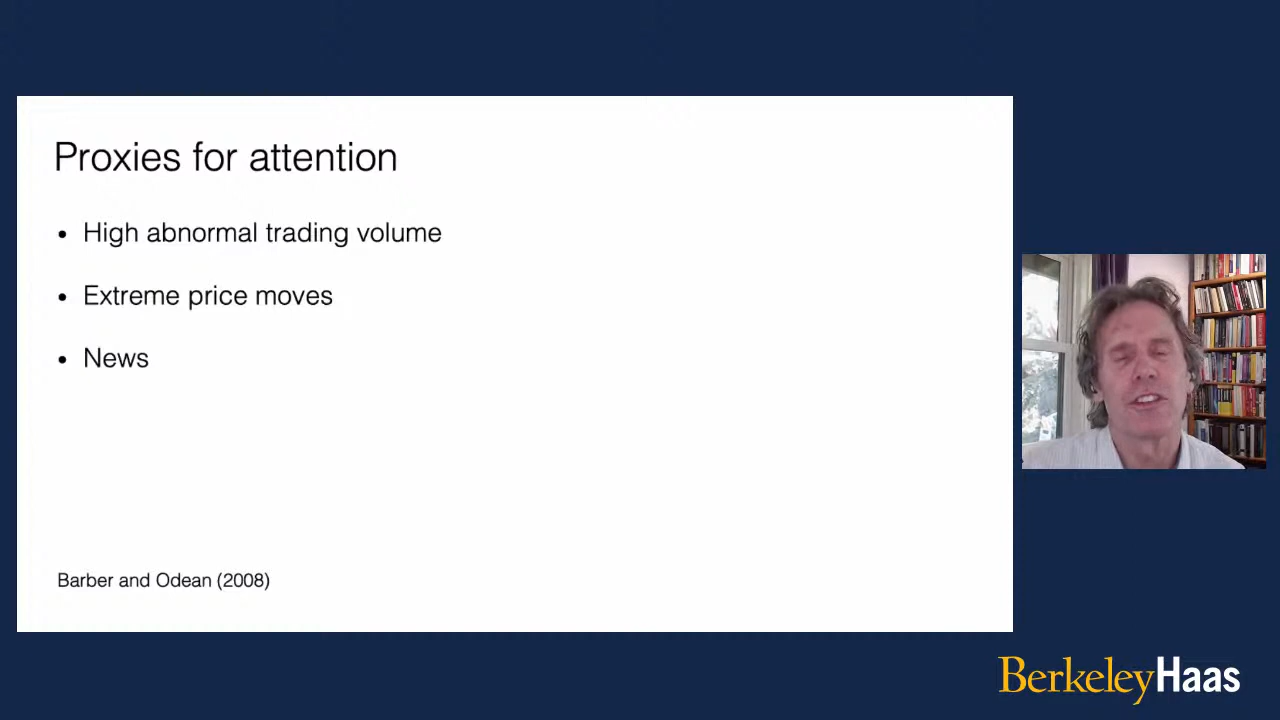 Proxies for attention
• High abnormal trading volume
• Extreme price moves
• News
Barber and Odean (2008)
BerkeleyHaas